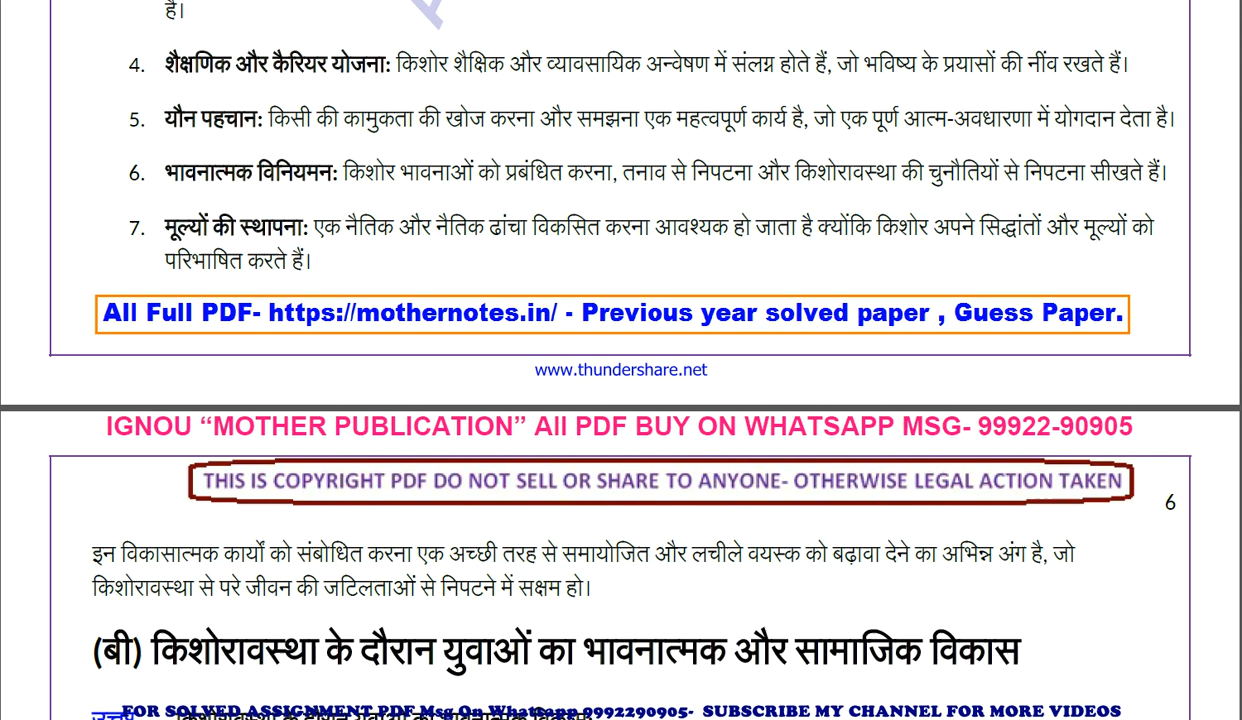 है।
4. शैक्षणिक और कैरियर योजना: किशोर शैक्षिक और व्यावसायिक अन्वेषण में संलग्न होते हैं, जो भविष्य के प्रयासों की नींव रखते हैं।
5. यौन पहचान: किसी की कामुकता की खोज करना और समझना एक महत्वपूर्ण कार्य है, जो एक पूर्ण आत्म-अवधारणा में योगदान देता है।
6. भावनात्मक विनियमन: किशोर भावनाओं को प्रबंधित करना, तनाव से निपटना और किशोरावस्था की चुनौतियों से निपटना सीखते हैं।
7. मूल्यों की स्थापना: एक नैतिक और नैतिक ढांचा विकसित करना आवश्यक हो जाता है क्योंकि किशोर अपने सिद्धांतों और मूल्यों को
परिभाषित करते हैं।
All Full PDF- https://mothernotes.in/ - Previous year solved paper , Guess Paper.
www.thundershare.net
IGNOU “MOTHER PUBLICATION” All PDF BUY ON WHATSAPP MSG- 99922-90905
THIS IS COPYRIGHT PDF DO NOT SELL OR SHARE TO ANYONE- OTHERWISE LEGAL ACTION TAKEN
6
इन विकासात्मक कार्यों को संबोधित करना एक अच्छी तरह से समायोजित और लचीले वयस्क को बढ़ावा देने का अभिन्न अंग है, जो
किशोरावस्था से परे जीवन की जटिलताओं से निपटने में सक्षम हो।
(बी) किशोरावस्था के दौरान युवाओं का भावनात्मक और सामाजिक विकास
FOR SOLVED ASSIGNMENT PDF Msg On Whatsapp 9992290905- SUBSCRIBE MY CHANNEL FOR MORE VIDEOS